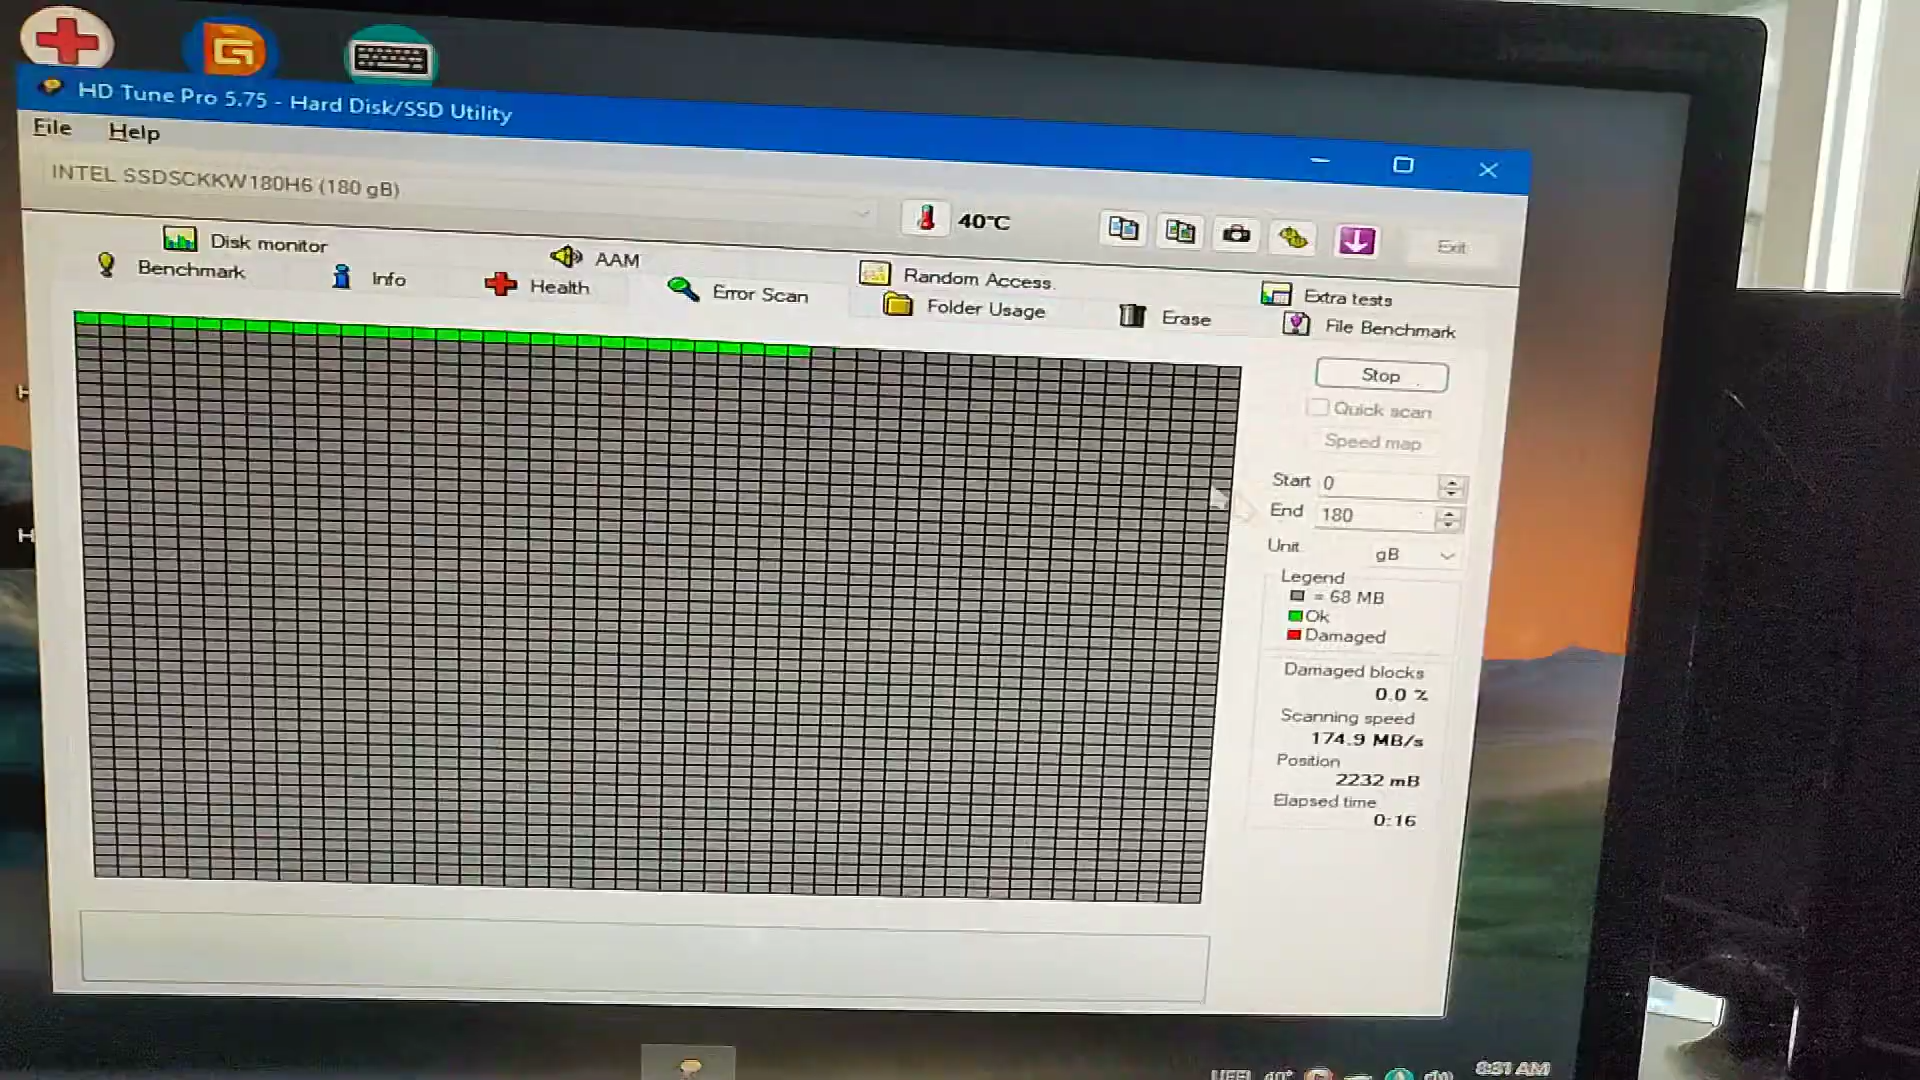 HD Tune Pro 5.75 - Hard Disk/SSD Utility
File Help
INTEL SSDSCKKW180H6 (180 gB)
40°C
Exit
Disk monitor AAM Random Access Extra tests
Benchmark Info Health Error Scan Folder Usage Erase File Benchmark
Stop
Quick scan
Speed map
Start 0
End 180
Unit gB
Legend
= 68 MB
Ok
Damaged
Damaged blocks
0.0 %
Scanning speed
174.9 MB/s
Position
2232 mB
Elapsed time
0:16
8:31 AM